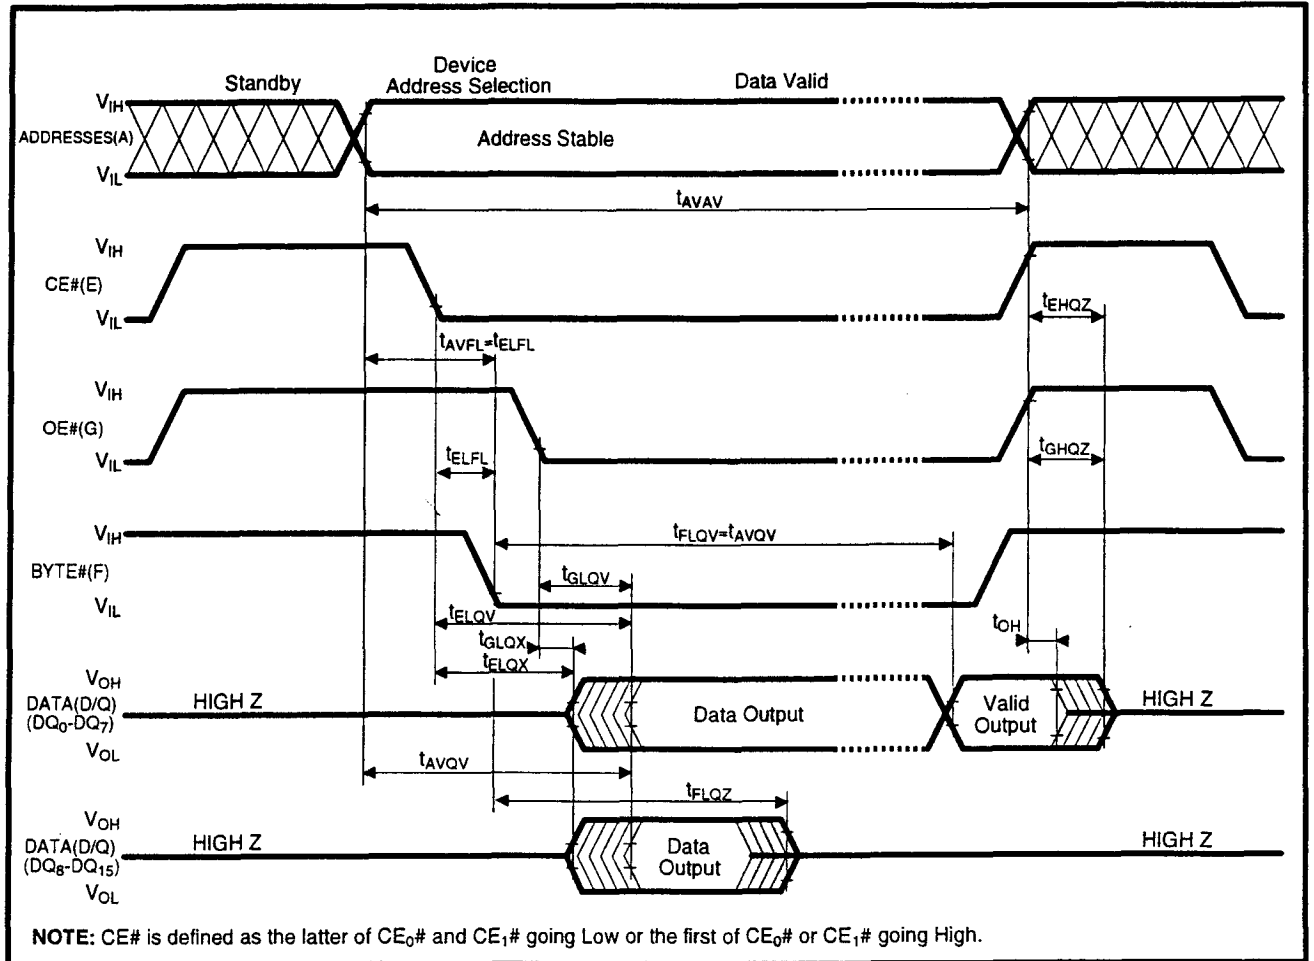 Standby
Device
Address Selection
Data Valid
VIH
ADDRESSES(A)
Address Stable
VIL
tAVAV
VIH
CE#(E)
VIL
tEHQZ
tAVFL=tELFL
VIH
OE#(G)
VIL
tELFL
tGHQZ
VIH
tFLQV=tAVQV
BYTE#(F)
tGLQV
VIL
tELQV
tOH
tGLQX
tELQX
VOH
DATA(D/Q)
(DQ0-DQ7)
HIGH Z
Data Output
Valid
Output
HIGH Z
VOL
tAVQV
tFLQZ
VOH
DATA(D/Q)
(DQ8-DQ15)
HIGH Z
Data
Output
HIGH Z
VOL
NOTE: CE# is defined as the latter of CE0# and CE1# going Low or the first of CE0# or CE1# going High.